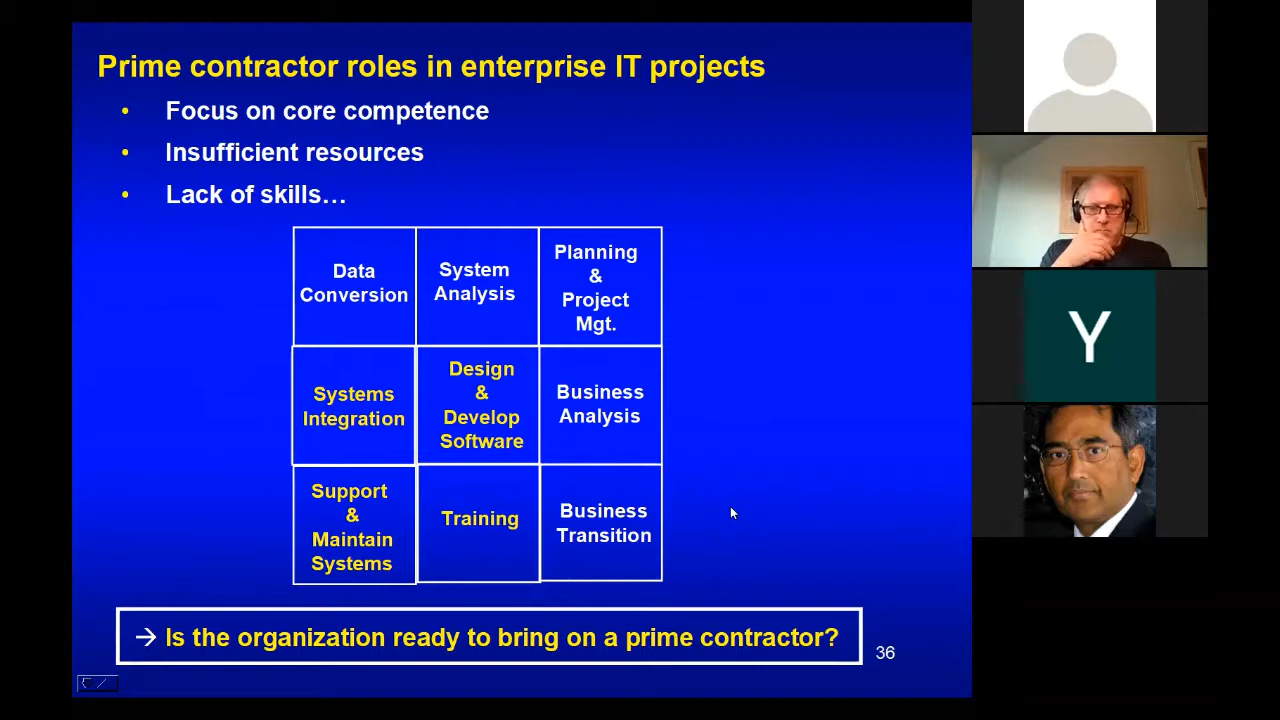 Prime contractor roles in enterprise IT projects
• Focus on core competence
• Insufficient resources
• Lack of skills…
Data
Conversion
System
Analysis
Planning
&
Project
Mgt.
Systems
Integration
Design
&
Develop
Software
Business
Analysis
Support
&
Maintain
Systems
Training
Business
Transition
→ Is the organization ready to bring on a prime contractor?
36
Y